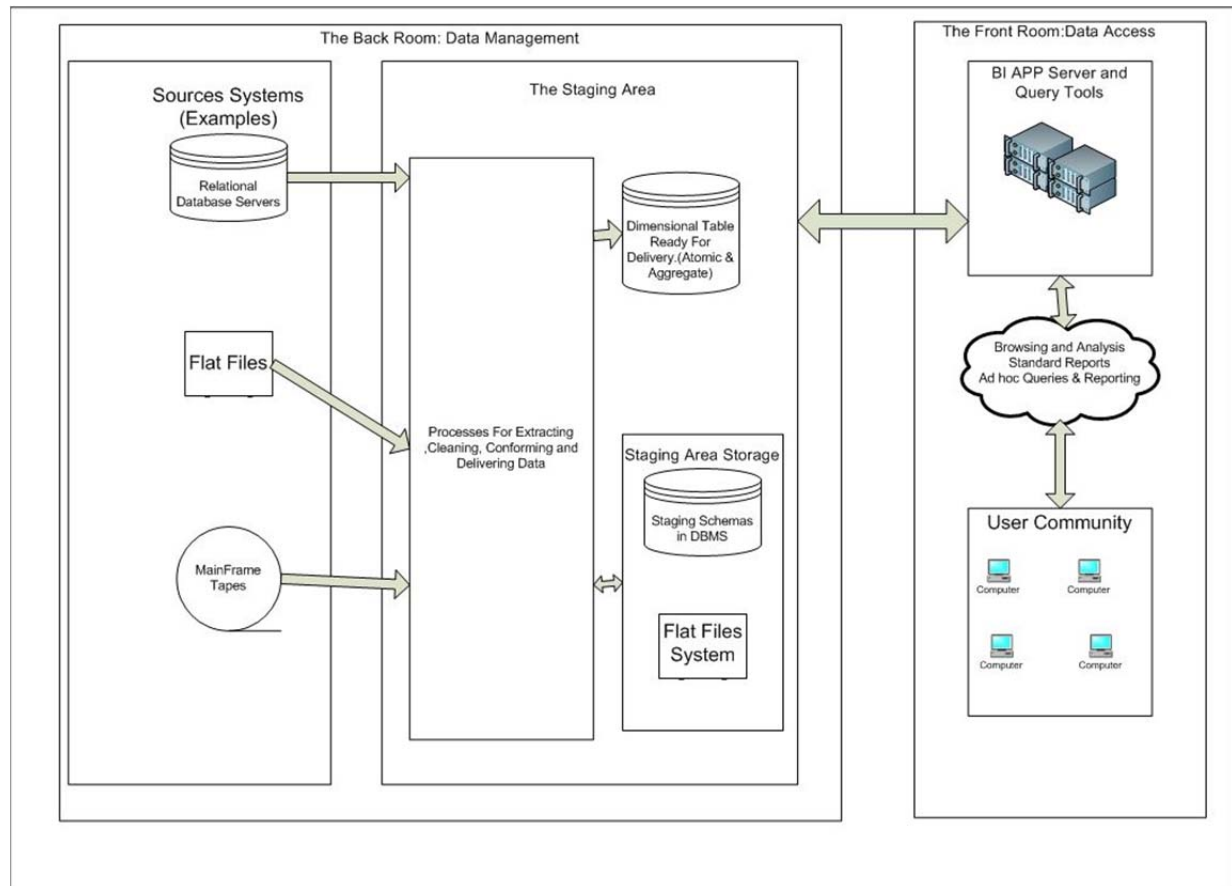 The Back Room: Data Management
Sources Systems
(Examples)
Relational
Database Servers
Flat Files
MainFrame
Tapes
The Staging Area
Processes For Extracting
,Cleaning, Conforming and
Delivering Data
Dimensional Table
Ready For
Delivery.(Atomic &
Aggregate)
Staging Area Storage
Staging Schemas
in DBMS
Flat Files
System
The Front Room:Data Access
BI APP Server and
Query Tools
Browsing and Analysis
Standard Reports
Ad hoc Queries & Reporting
User Community
Computer
Computer
Computer
Computer